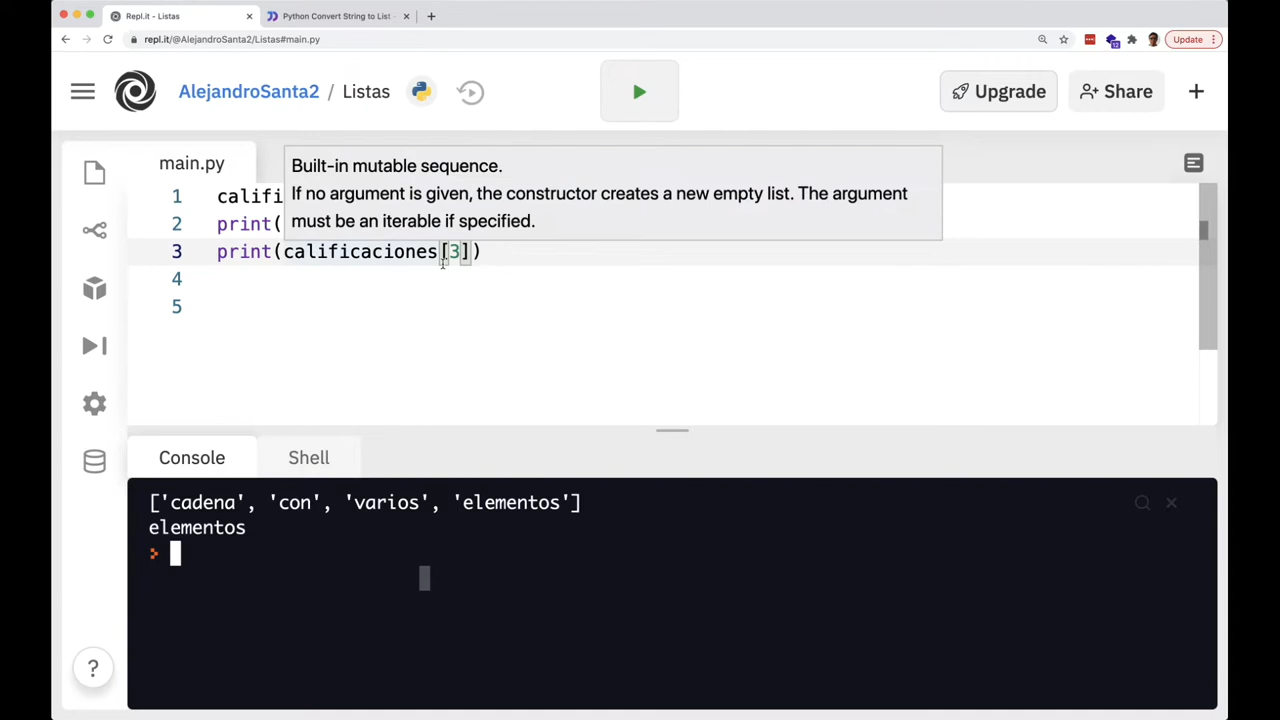 Repl.it - Listas
Python Convert String to List
repl.it/@AlejandroSanta2/Listas#main.py
12
Update
AlejandroSanta2 / Listas
Upgrade
Share
main.py
Built-in mutable sequence.
If no argument is given, the constructor creates a new empty list. The argument
must be an iterable if specified.
1 califi
2 print(
3 print(calificaciones[3])
4
5
Console
Shell
['cadena', 'con', 'varios', 'elementos']
elementos
>
?